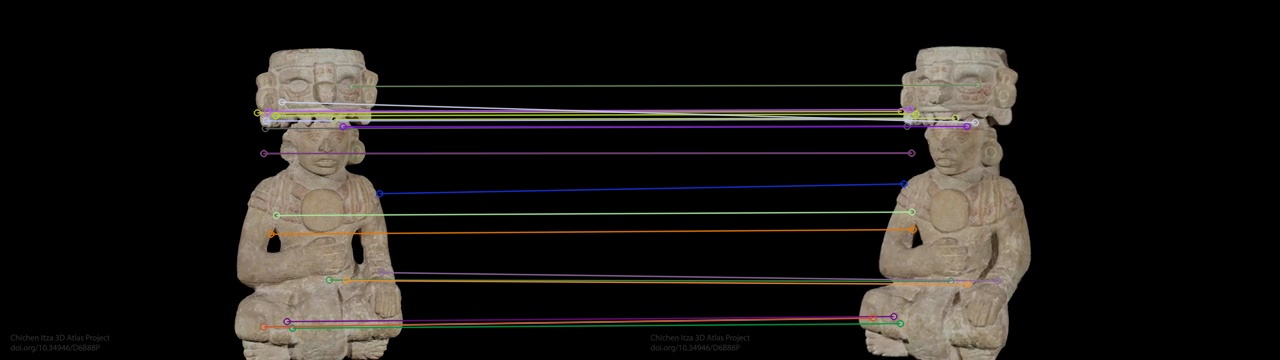 Chichen Itza 3D Atlas Project
doi.org/10.34946/D6B88P
Chichen Itza 3D Atlas Project
doi.org/10.34946/D6B88P